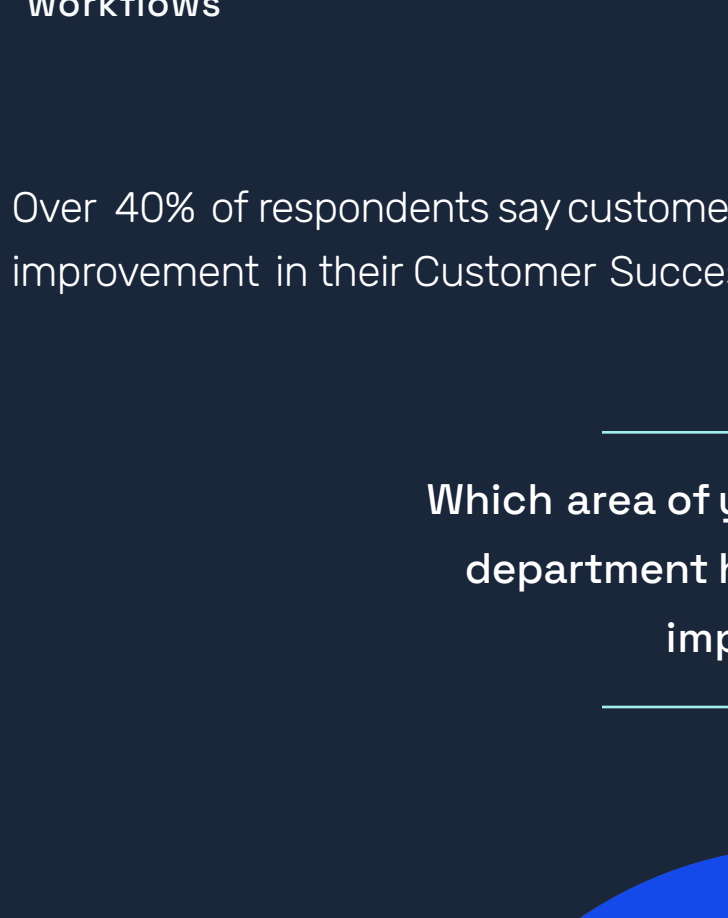 workflows
Over 40% of respondents say custome
improvement in their Customer Succe
Which area of
department
imp